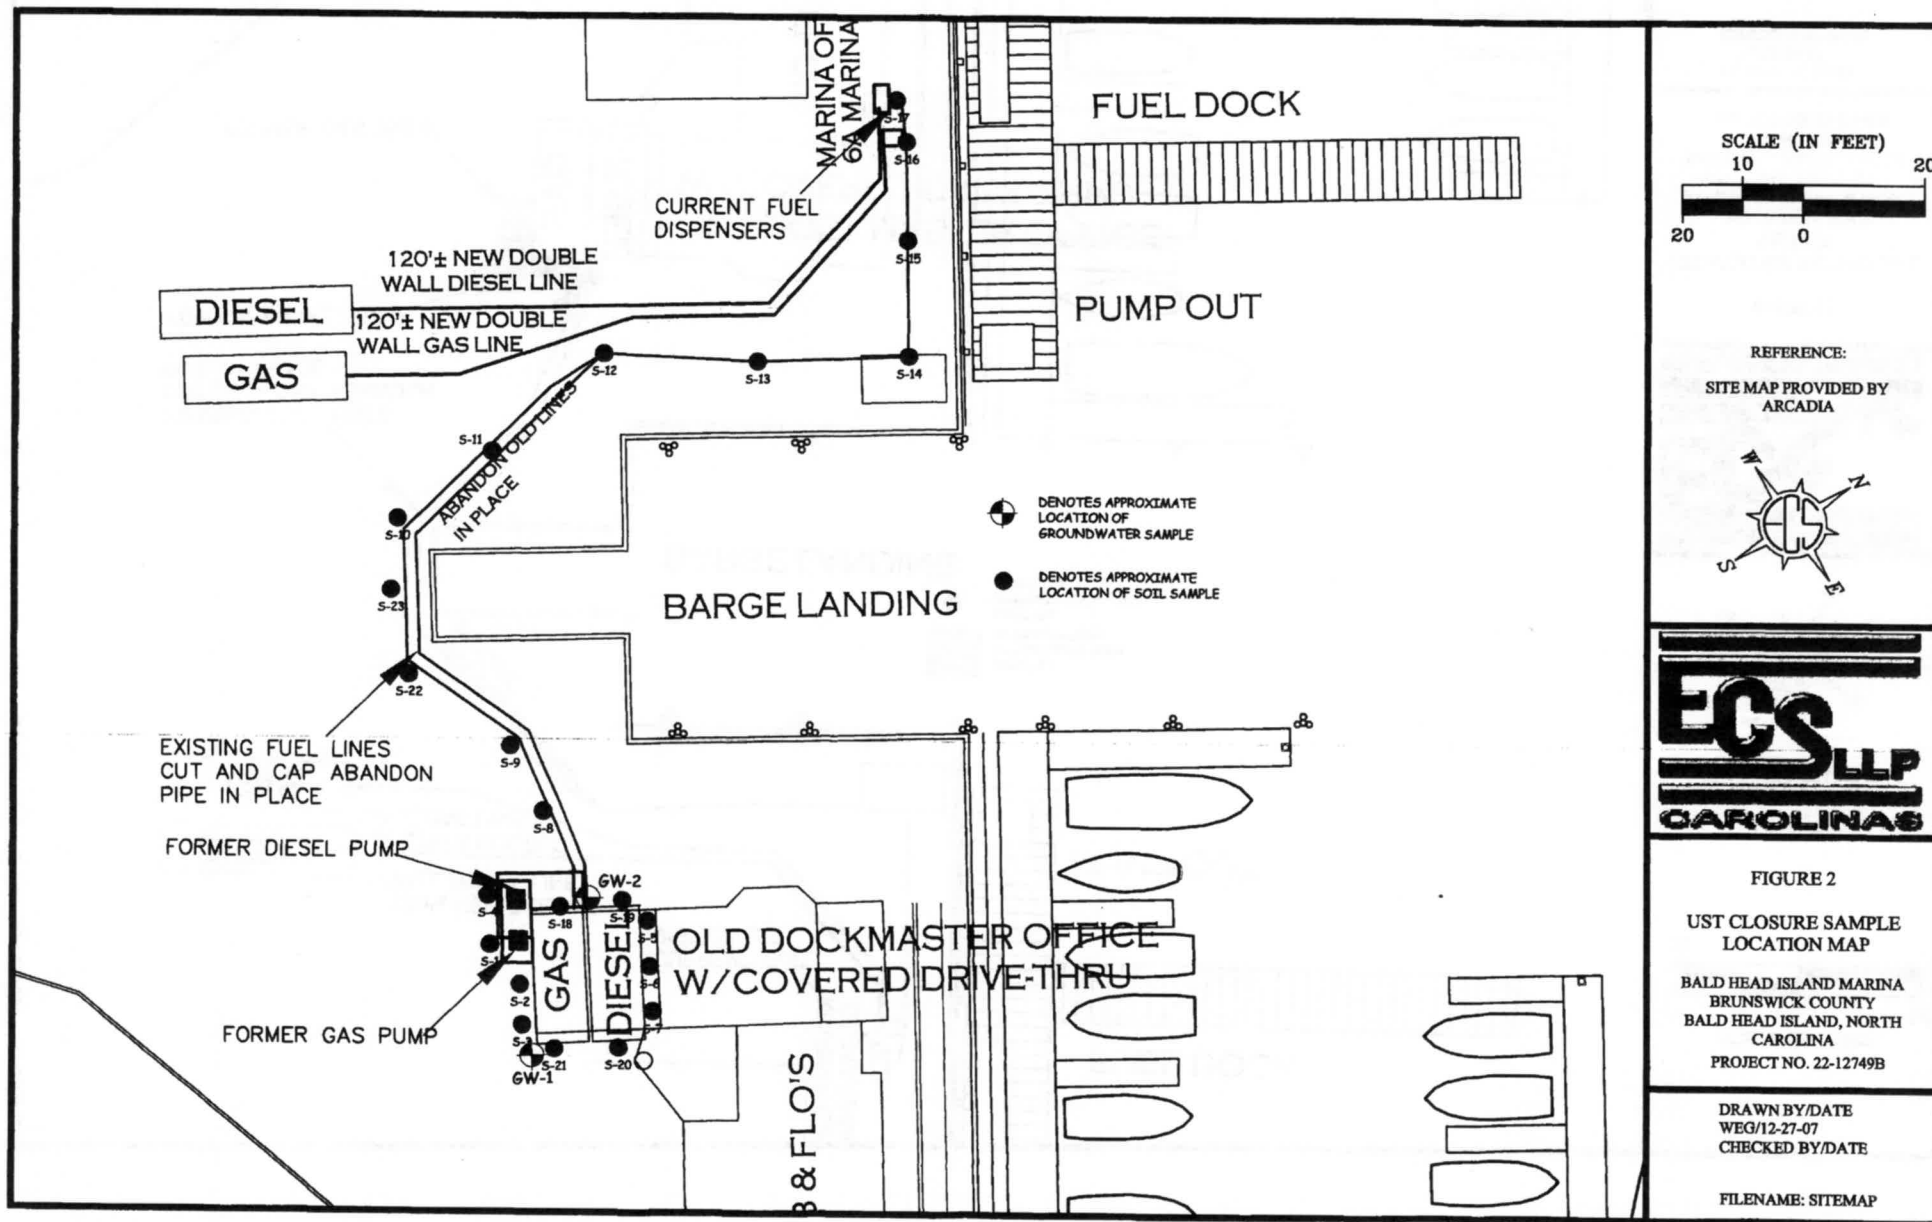 MARINA OF
6A MARINA
FUEL DOCK
S-17
S-16
CURRENT FUEL
DISPENSERS
S-15
120'± NEW DOUBLE
WALL DIESEL LINE
DIESEL
120'± NEW DOUBLE
WALL GAS LINE
GAS
PUMP OUT
S-12
S-13
S-14
S-11
ABANDON OLD LINES
IN PLACE
S-10
S-23
S-22
BARGE LANDING
DENOTES APPROXIMATE
LOCATION OF
GROUNDWATER SAMPLE
DENOTES APPROXIMATE
LOCATION OF SOIL SAMPLE
EXISTING FUEL LINES
CUT AND CAP ABANDON
PIPE IN PLACE
S-9
S-8
FORMER DIESEL PUMP
GW-2
S-4
S-18
S-19
S-5
S-1
S-6
S-2
S-7
S-3
GAS
DIESEL
OLD DOCKMASTER OFFICE
W/COVERED DRIVE-THRU
FORMER GAS PUMP
GW-1
S-21
S-20
B & FLO'S
SCALE (IN FEET)
10 20
20 0
REFERENCE:
SITE MAP PROVIDED BY
ARCADIA
W
N
S
E
ECS
ECS LLP
CAROLINAS
FIGURE 2
UST CLOSURE SAMPLE
LOCATION MAP
BALD HEAD ISLAND MARINA
BRUNSWICK COUNTY
BALD HEAD ISLAND, NORTH
CAROLINA
PROJECT NO. 22-12749B
DRAWN BY/DATE
WEG/12-27-07
CHECKED BY/DATE
FILENAME: SITEMAP